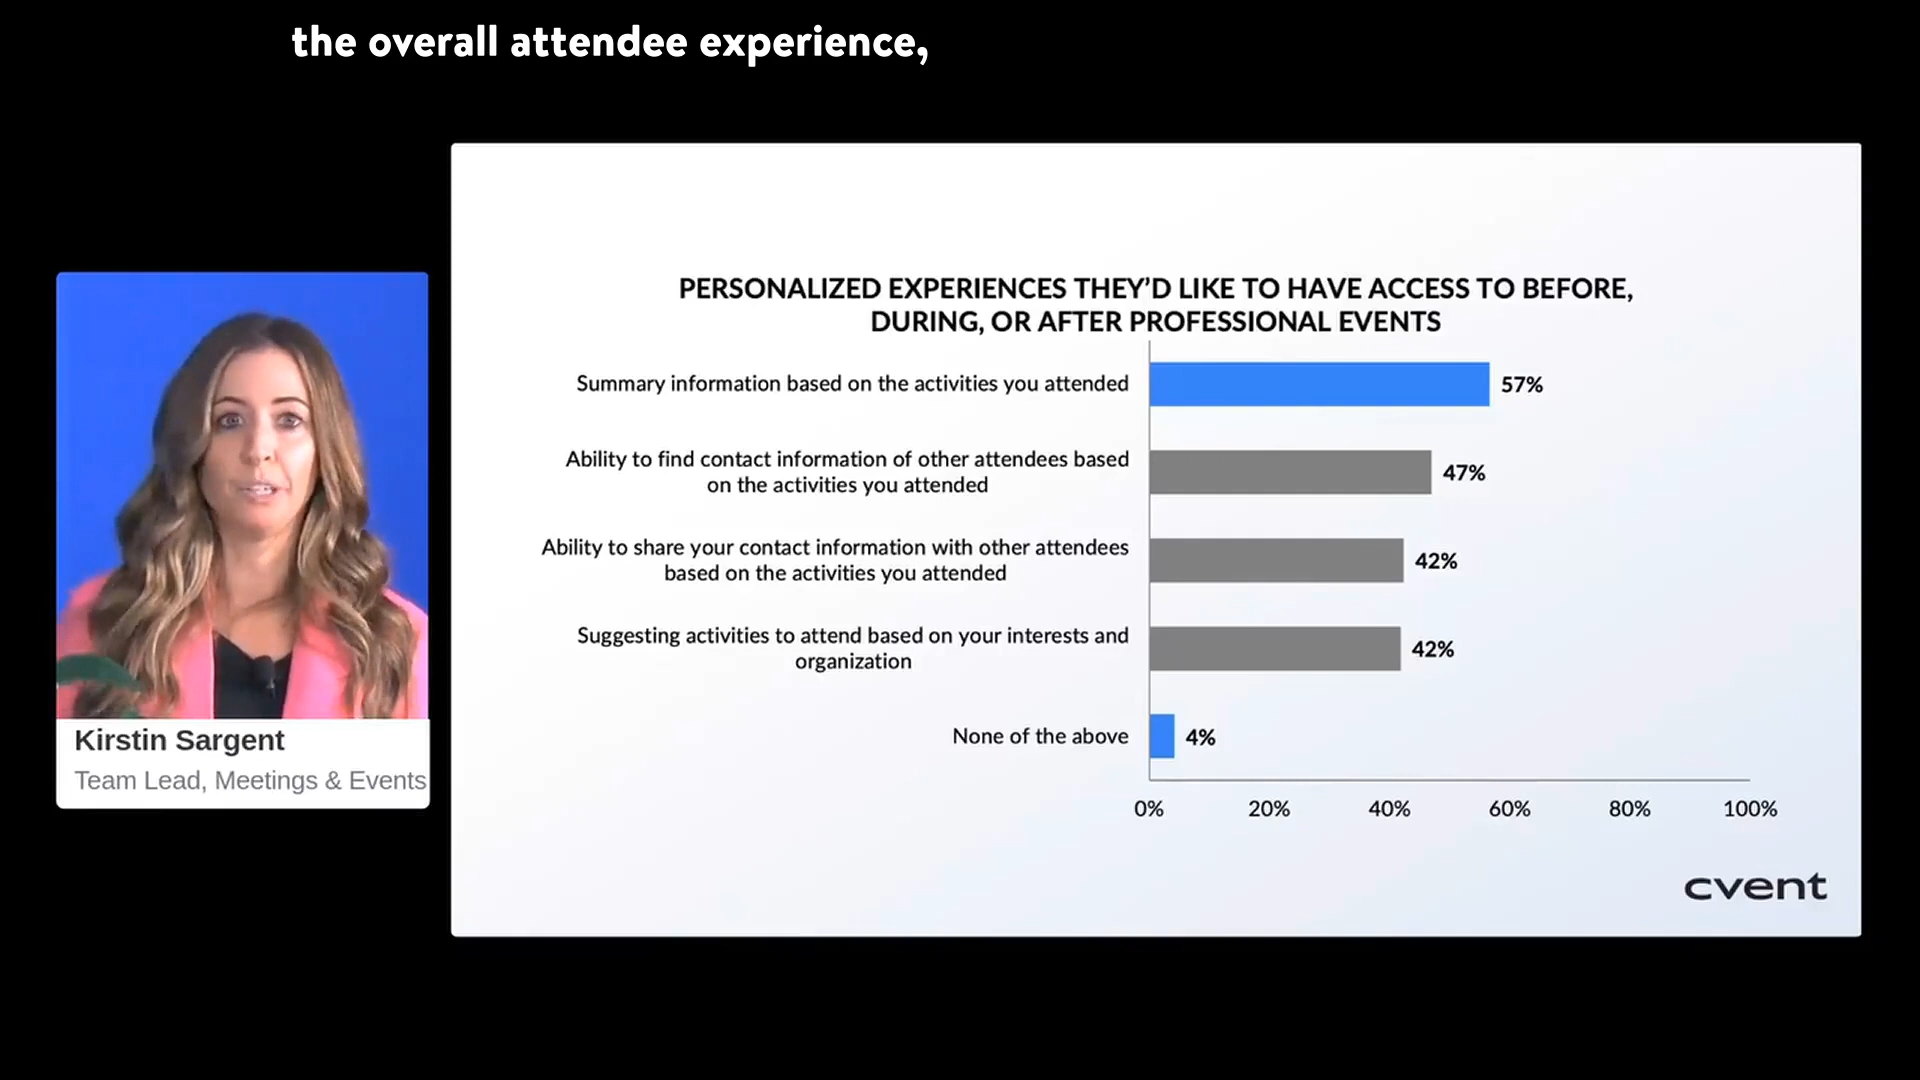 the overall attendee experience,
PERSONALIZED EXPERIENCES THEY'D LIKE TO HAVE ACCESS TO BEFORE,
DURING, OR AFTER PROFESSIONAL EVENTS
Summary information based on the activities you attended
57%
Ability to find contact information of other attendees based
on the activities you attended
47%
Ability to share your contact information with other attendees
based on the activities you attended
42%
Suggesting activities to attend based on your interests and
organization
42%
None of the above
4%
0% 20% 40% 60% 80% 100%
cvent
Kirstin Sargent
Team Lead, Meetings & Events